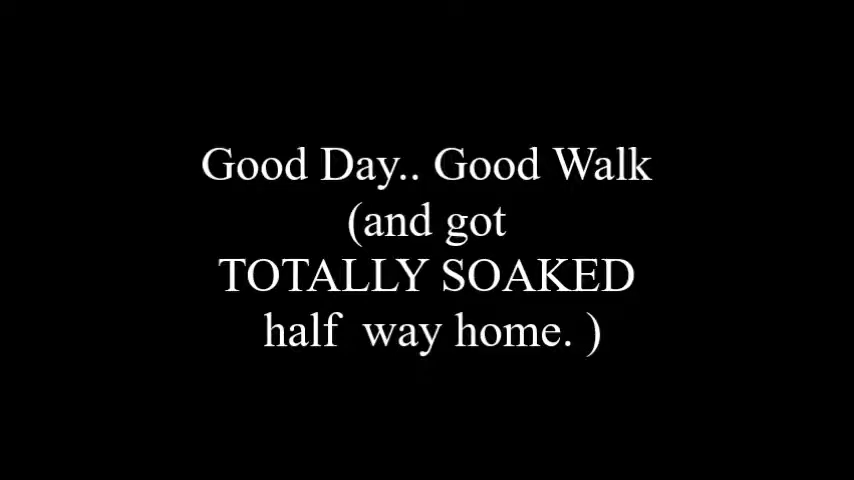 Good Day.. Good Walk
(and got
TOTALLY SOAKED
half  way home. )